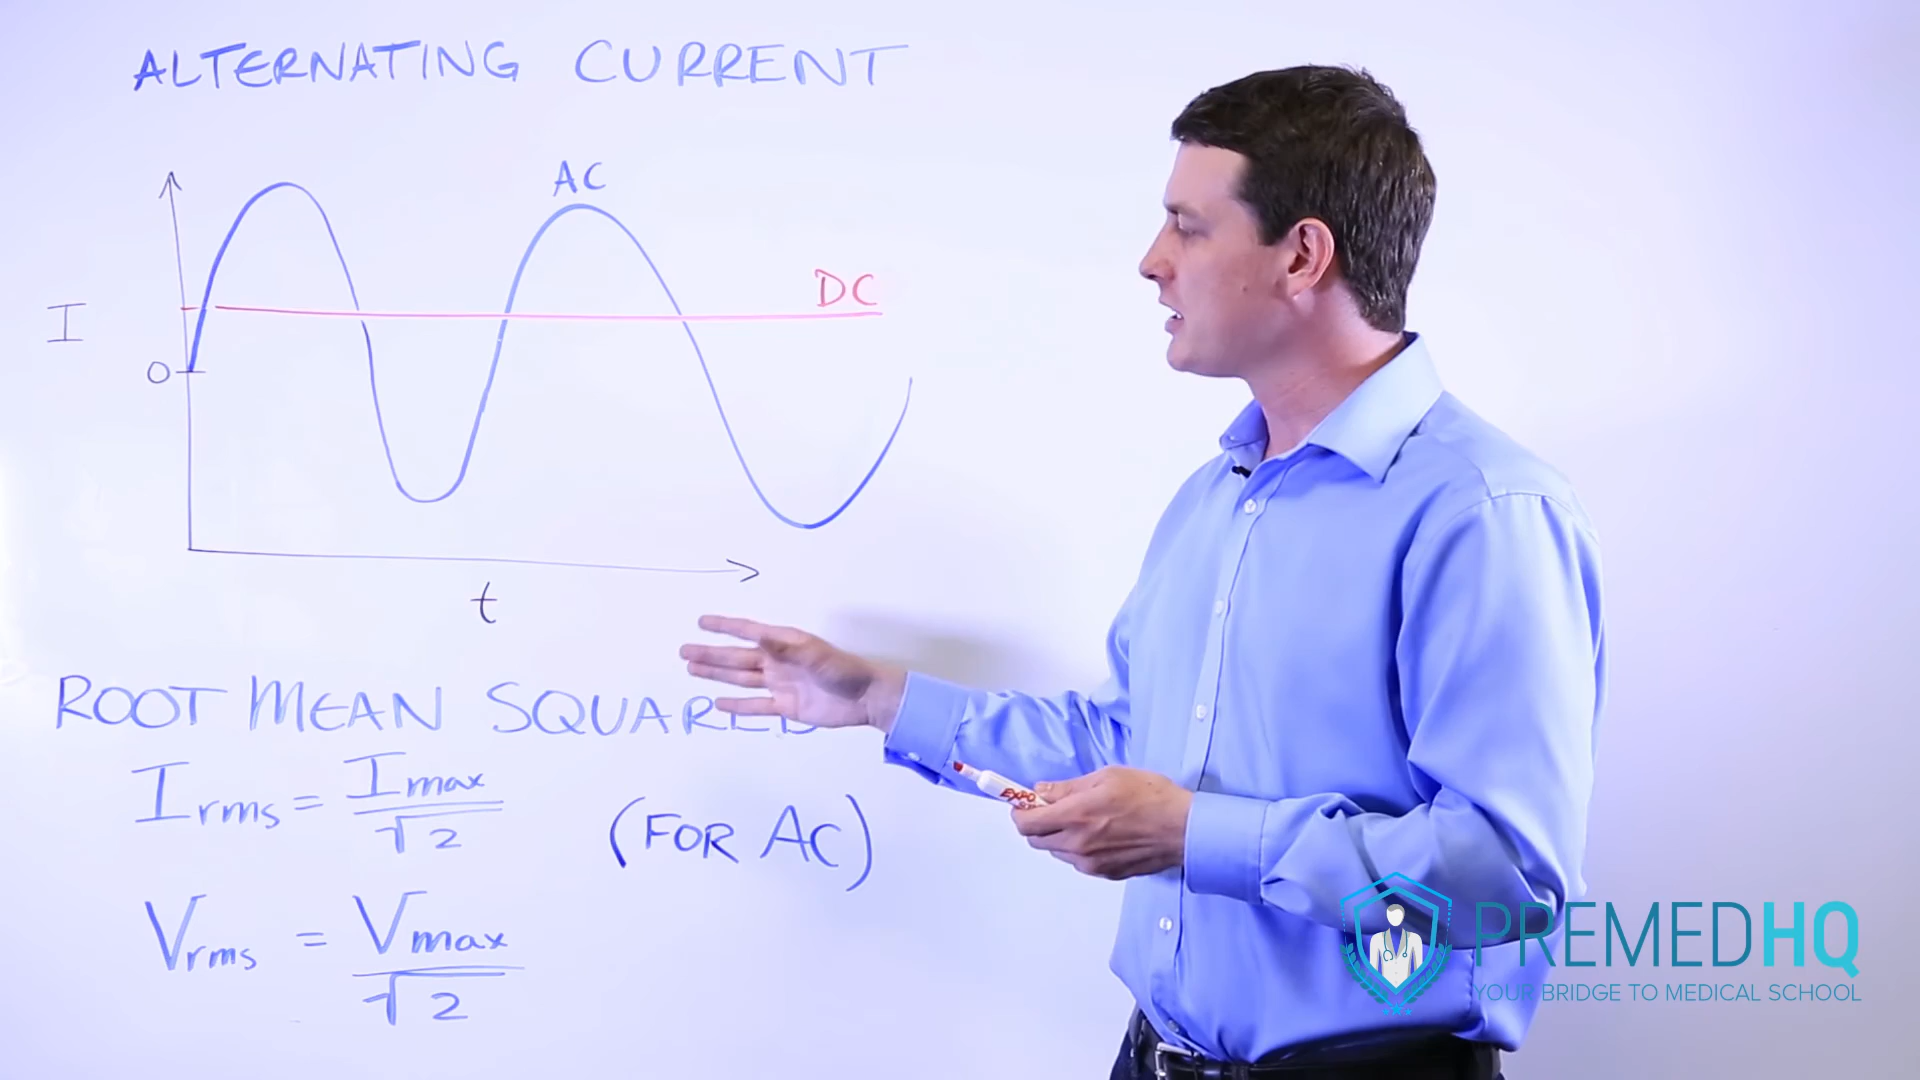 ALTERNATING CURRENT
AC
DC
I
0
t
ROOT MEAN SQUARED
Irms = Imax / √2
(FOR AC)
Vrms = Vmax / √2
EXPO
PREMEDHQ
YOUR BRIDGE TO MEDICAL SCHOOL